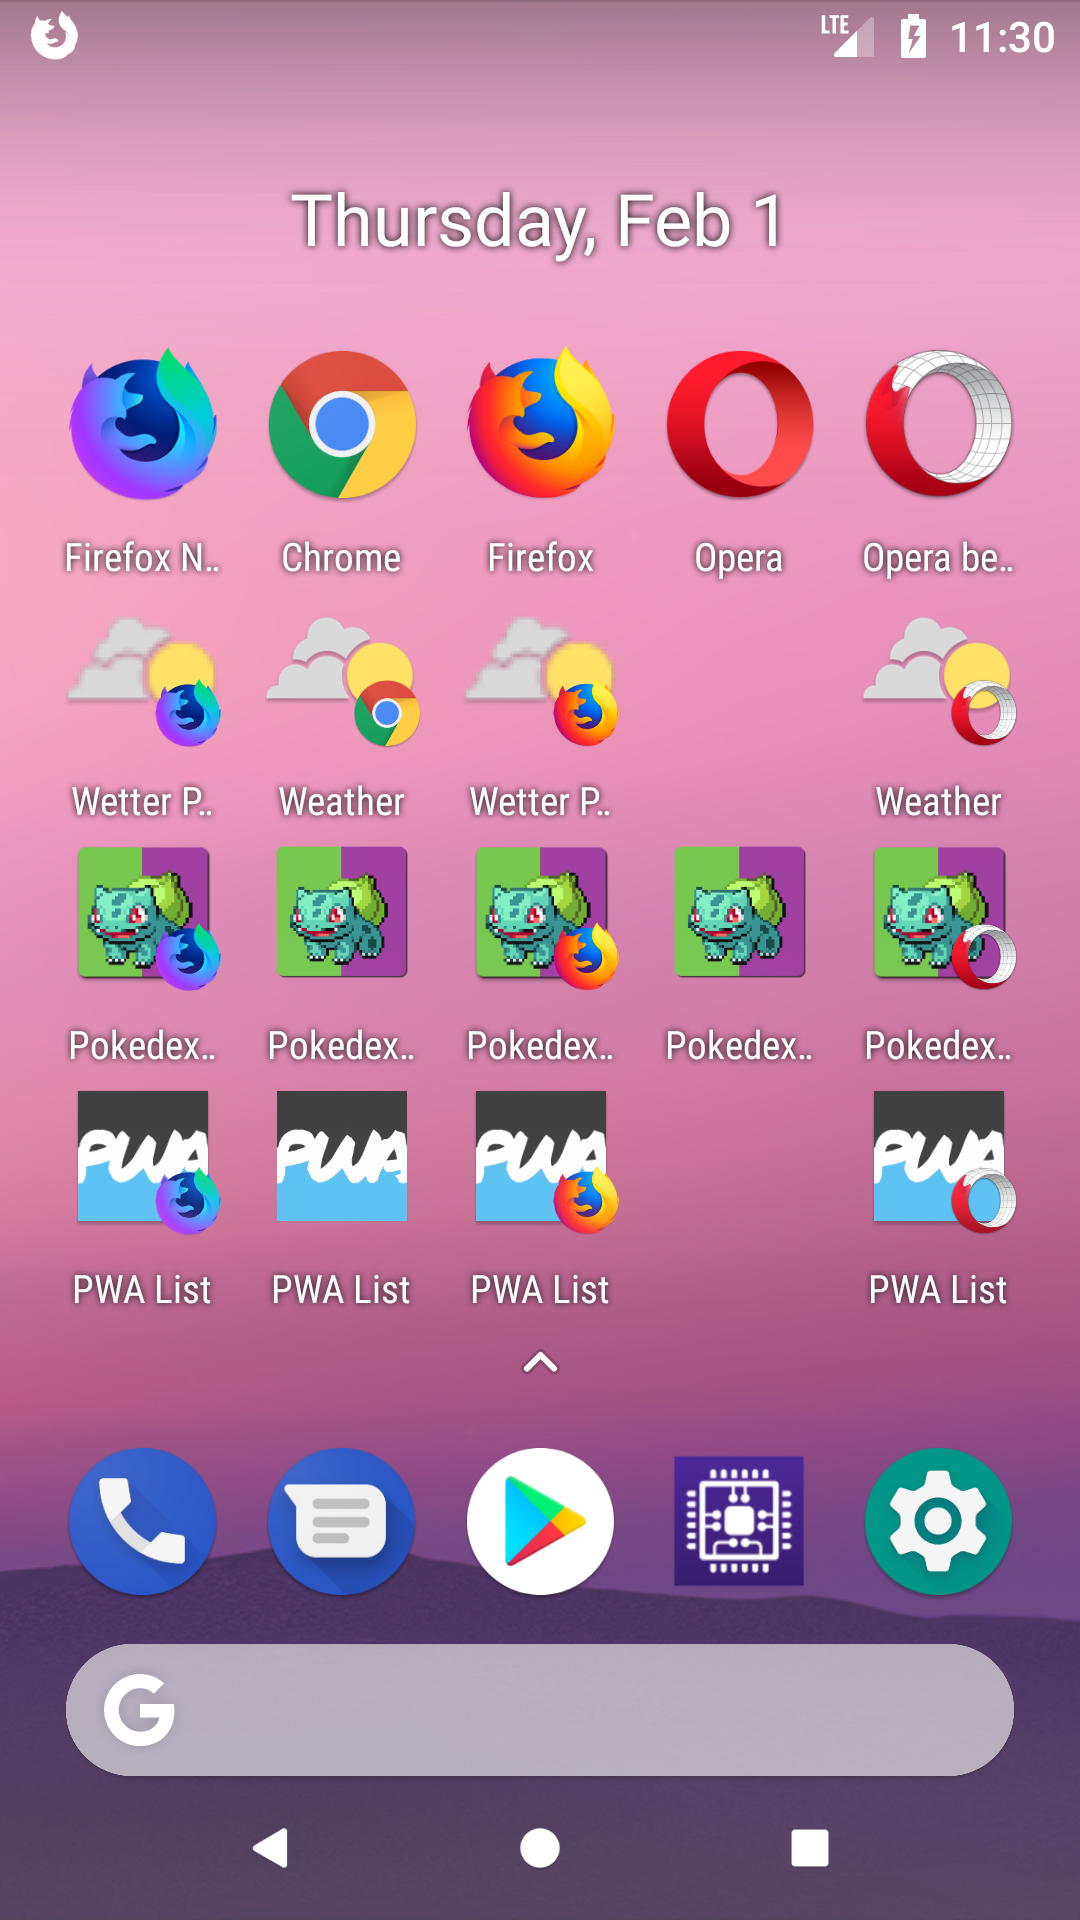 LTE 11:30
Thursday, Feb 1
Firefox N.. Chrome Firefox Opera Opera be..
Wetter P.. Weather Wetter P.. Weather
Pokedex.. Pokedex.. Pokedex.. Pokedex.. Pokedex..
PWA PWA PWA PWA
PWA List PWA List PWA List PWA List
G